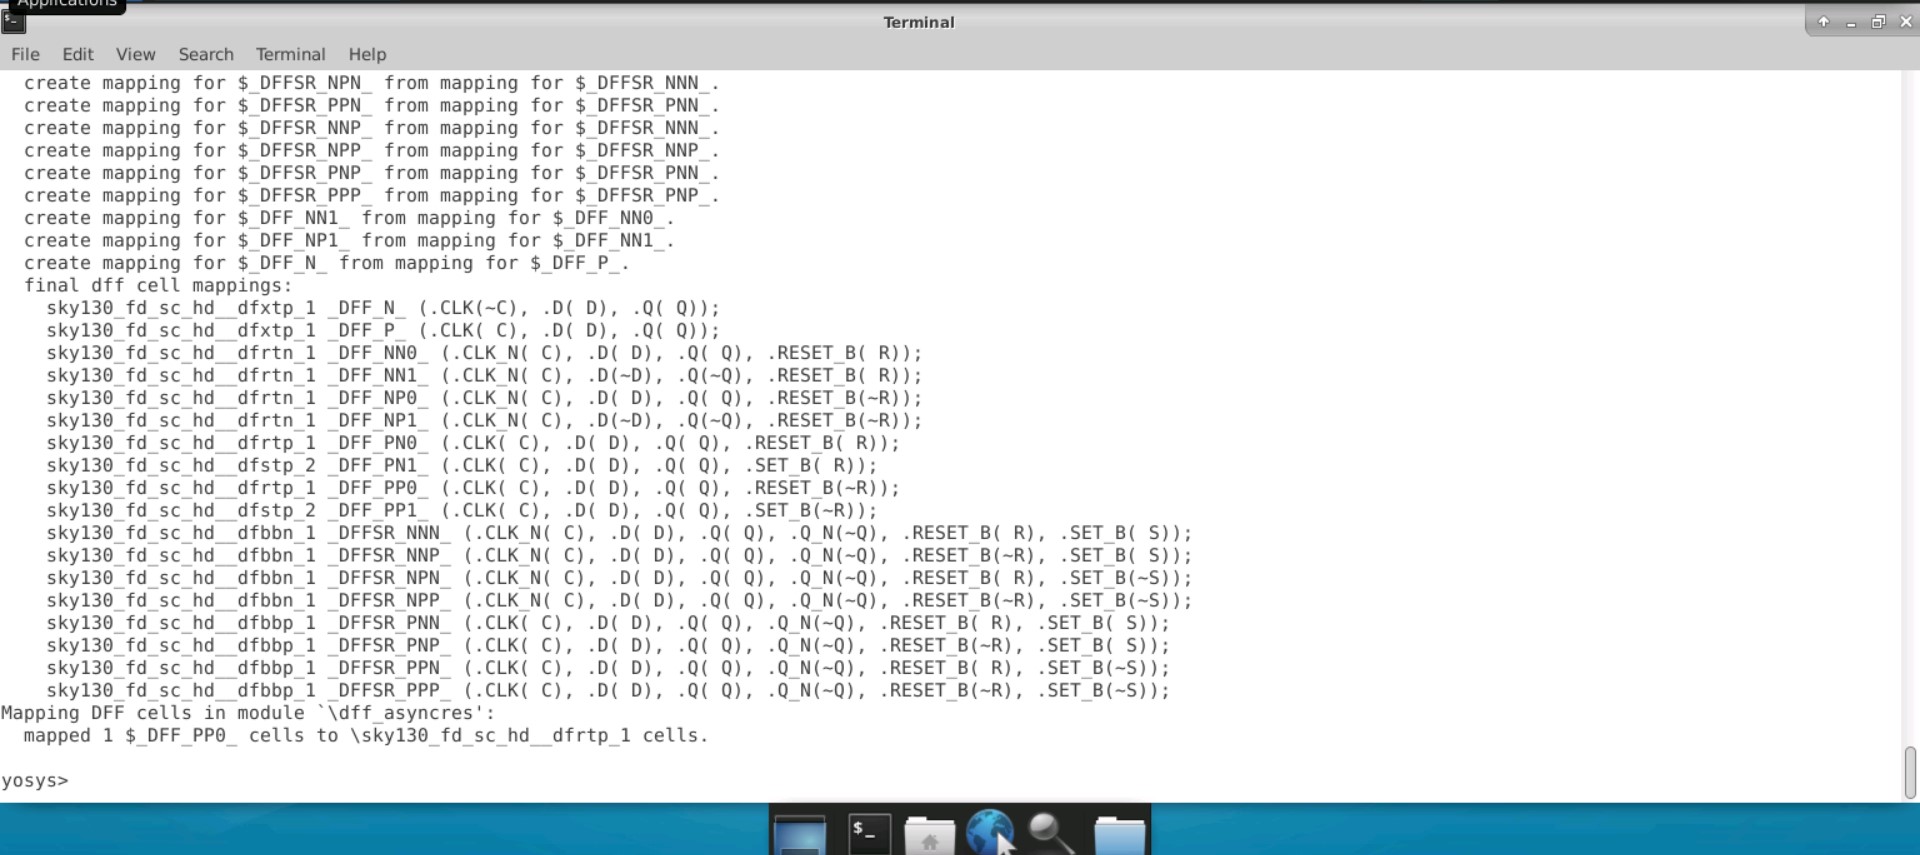 Applications
Terminal
File Edit View Search Terminal Help
create mapping for $_DFFSR_NPN_ from mapping for $_DFFSR_NNN_.
create mapping for $_DFFSR_PPN_ from mapping for $_DFFSR_PNN_.
create mapping for $_DFFSR_NNP_ from mapping for $_DFFSR_NNN_.
create mapping for $_DFFSR_NPP_ from mapping for $_DFFSR_NNP_.
create mapping for $_DFFSR_PNP_ from mapping for $_DFFSR_PNN_.
create mapping for $_DFFSR_PPP_ from mapping for $_DFFSR_PNP_.
create mapping for $_DFF_NN1_ from mapping for $_DFF_NN0_.
create mapping for $_DFF_NP1_ from mapping for $_DFF_NN1_.
create mapping for $_DFF_N_ from mapping for $_DFF_P_.
final dff cell mappings:
sky130_fd_sc_hd__dfxtp_1 _DFF_N_ (.CLK(~C), .D( D), .Q( Q));
sky130_fd_sc_hd__dfxtp_1 _DFF_P_ (.CLK( C), .D( D), .Q( Q));
sky130_fd_sc_hd__dfrtn_1 _DFF_NN0_ (.CLK_N( C), .D( D), .Q( Q), .RESET_B( R));
sky130_fd_sc_hd__dfrtn_1 _DFF_NN1_ (.CLK_N( C), .D(~D), .Q(~Q), .RESET_B( R));
sky130_fd_sc_hd__dfrtn_1 _DFF_NP0_ (.CLK_N( C), .D( D), .Q( Q), .RESET_B(~R));
sky130_fd_sc_hd__dfrtn_1 _DFF_NP1_ (.CLK_N( C), .D(~D), .Q(~Q), .RESET_B(~R));
sky130_fd_sc_hd__dfrtp_1 _DFF_PN0_ (.CLK( C), .D( D), .Q( Q), .RESET_B( R));
sky130_fd_sc_hd__dfstp_2 _DFF_PN1_ (.CLK( C), .D( D), .Q( Q), .SET_B( R));
sky130_fd_sc_hd__dfrtp_1 _DFF_PP0_ (.CLK( C), .D( D), .Q( Q), .RESET_B(~R));
sky130_fd_sc_hd__dfstp_2 _DFF_PP1_ (.CLK( C), .D( D), .Q( Q), .SET_B(~R));
sky130_fd_sc_hd__dfbbn_1 _DFFSR_NNN_ (.CLK_N( C), .D( D), .Q( Q), .Q_N(~Q), .RESET_B( R), .SET_B( S));
sky130_fd_sc_hd__dfbbn_1 _DFFSR_NNP_ (.CLK_N( C), .D( D), .Q( Q), .Q_N(~Q), .RESET_B(~R), .SET_B( S));
sky130_fd_sc_hd__dfbbn_1 _DFFSR_NPN_ (.CLK_N( C), .D( D), .Q( Q), .Q_N(~Q), .RESET_B( R), .SET_B(~S));
sky130_fd_sc_hd__dfbbn_1 _DFFSR_NPP_ (.CLK_N( C), .D( D), .Q( Q), .Q_N(~Q), .RESET_B(~R), .SET_B(~S));
sky130_fd_sc_hd__dfbbp_1 _DFFSR_PNN_ (.CLK( C), .D( D), .Q( Q), .Q_N(~Q), .RESET_B( R), .SET_B( S));
sky130_fd_sc_hd__dfbbp_1 _DFFSR_PNP_ (.CLK( C), .D( D), .Q( Q), .Q_N(~Q), .RESET_B(~R), .SET_B( S));
sky130_fd_sc_hd__dfbbp_1 _DFFSR_PPN_ (.CLK( C), .D( D), .Q( Q), .Q_N(~Q), .RESET_B( R), .SET_B(~S));
sky130_fd_sc_hd__dfbbp_1 _DFFSR_PPP_ (.CLK( C), .D( D), .Q( Q), .Q_N(~Q), .RESET_B(~R), .SET_B(~S));
Mapping DFF cells in module `\dff_asyncres':
mapped 1 $_DFF_PP0_ cells to \sky130_fd_sc_hd__dfrtp_1 cells.
yosys>
$_